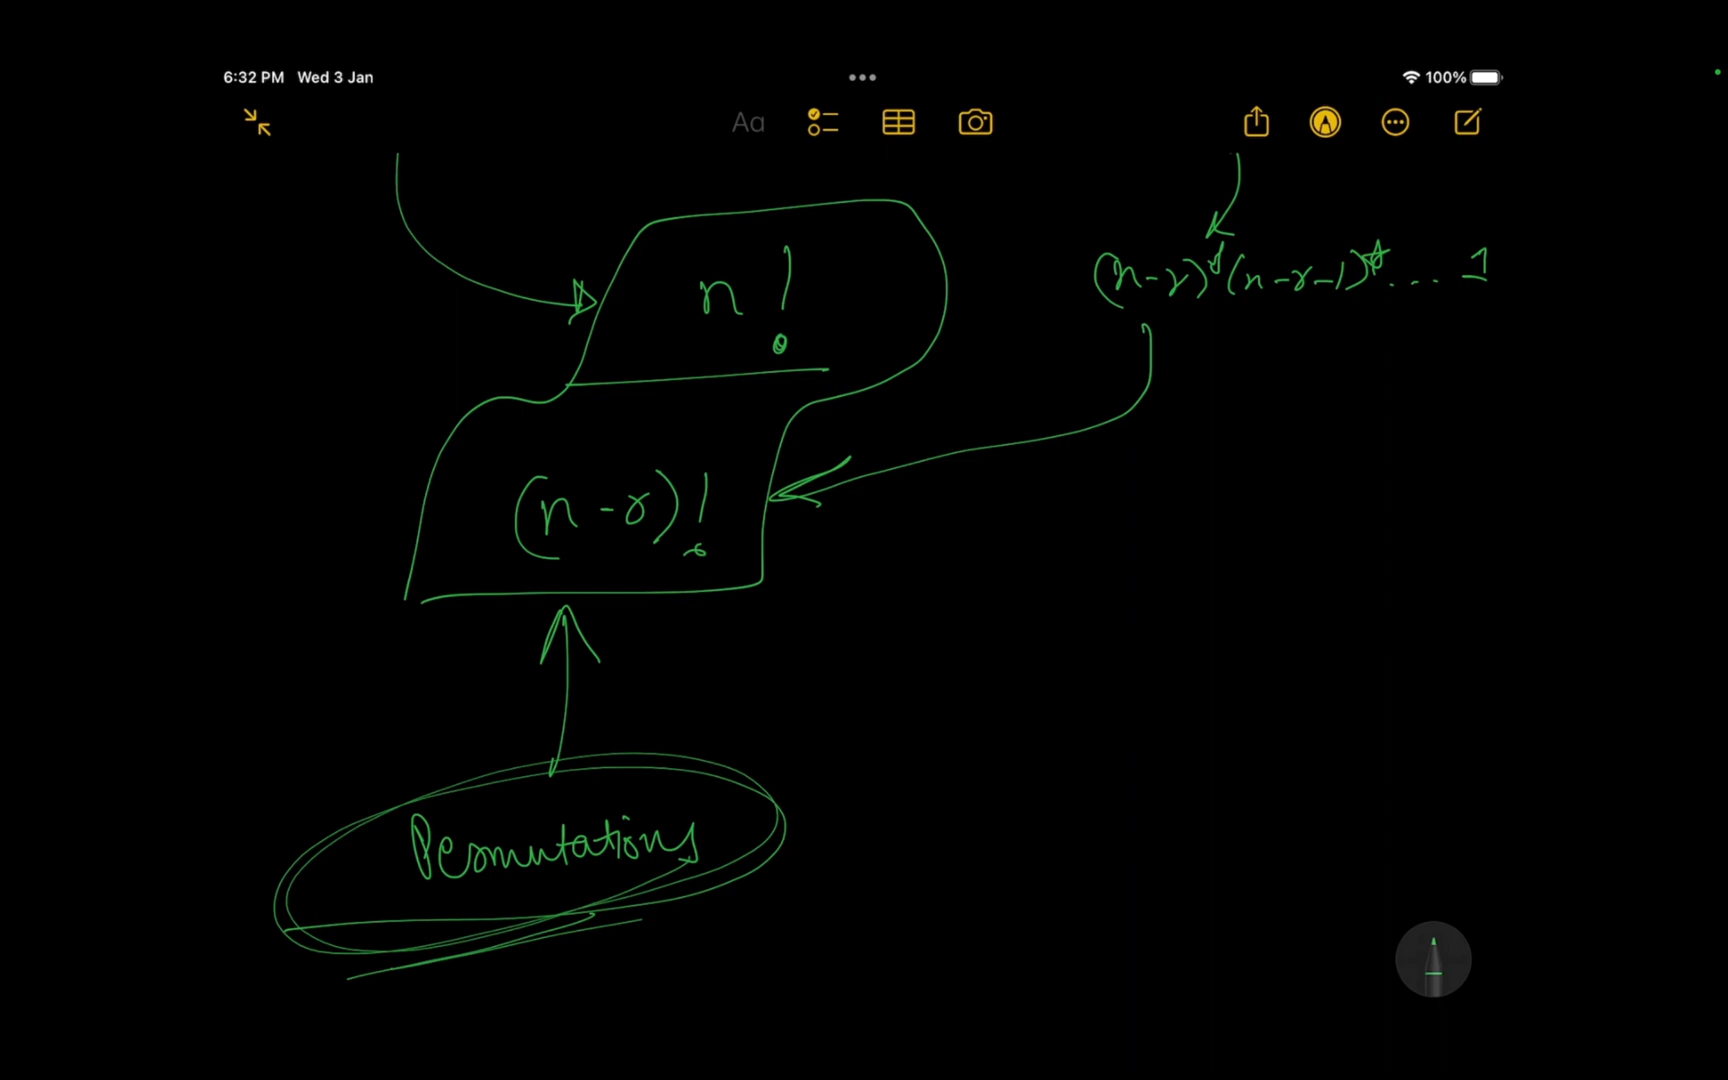 6:32 PM Wed 3 Jan
100%
Aa
n!
(n-r)*(n-r-1)*....1
(n-r)!
Permutations